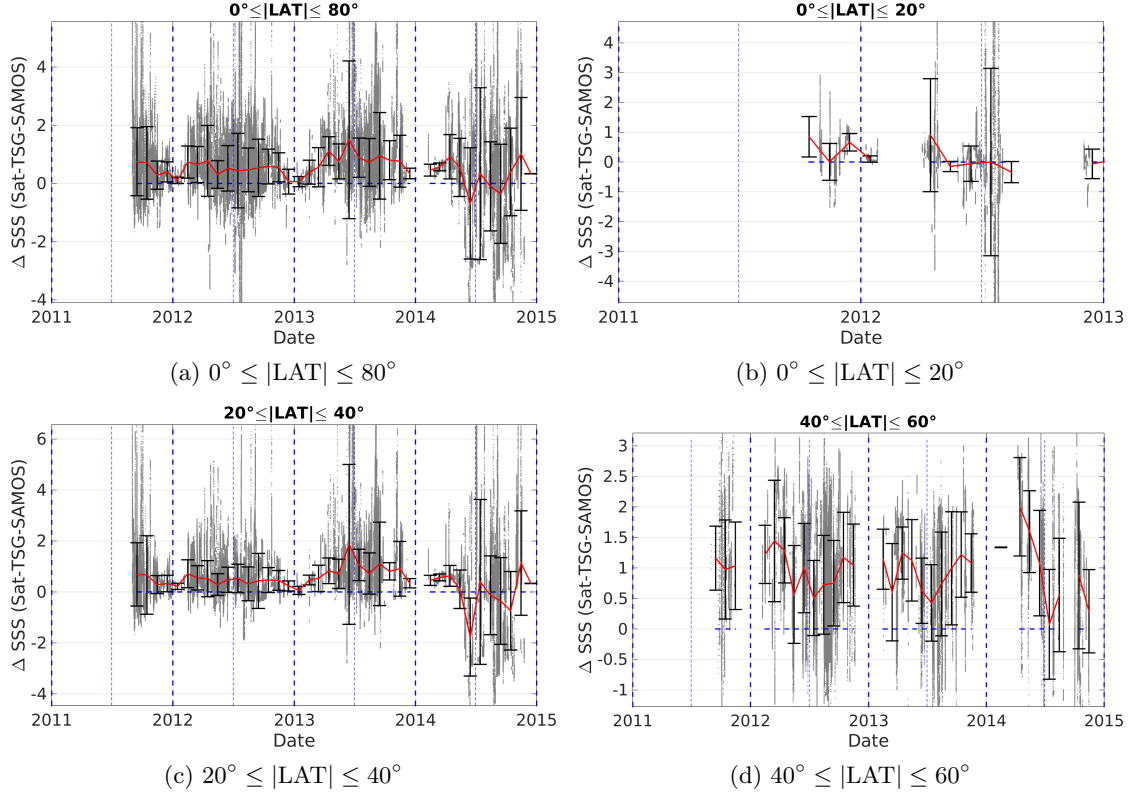 0°≤|LAT|≤ 80°
Δ SSS (Sat-TSG-SAMOS)
4
2
0
-2
-4
2011 2012 2013 2014 2015
Date
(a) 0° ≤ |LAT| ≤ 80°
0°≤|LAT|≤ 20°
Δ SSS (Sat-TSG-SAMOS)
4
3
2
1
0
-1
-2
-3
-4
2011 2012 2013
Date
(b) 0° ≤ |LAT| ≤ 20°
20°≤|LAT|≤ 40°
Δ SSS (Sat-TSG-SAMOS)
6
4
2
0
-2
-4
2011 2012 2013 2014 2015
Date
(c) 20° ≤ |LAT| ≤ 40°
40°≤|LAT|≤ 60°
Δ SSS (Sat-TSG-SAMOS)
3
2.5
2
1.5
1
0.5
0
-0.5
-1
2011 2012 2013 2014 2015
Date
(d) 40° ≤ |LAT| ≤ 60°